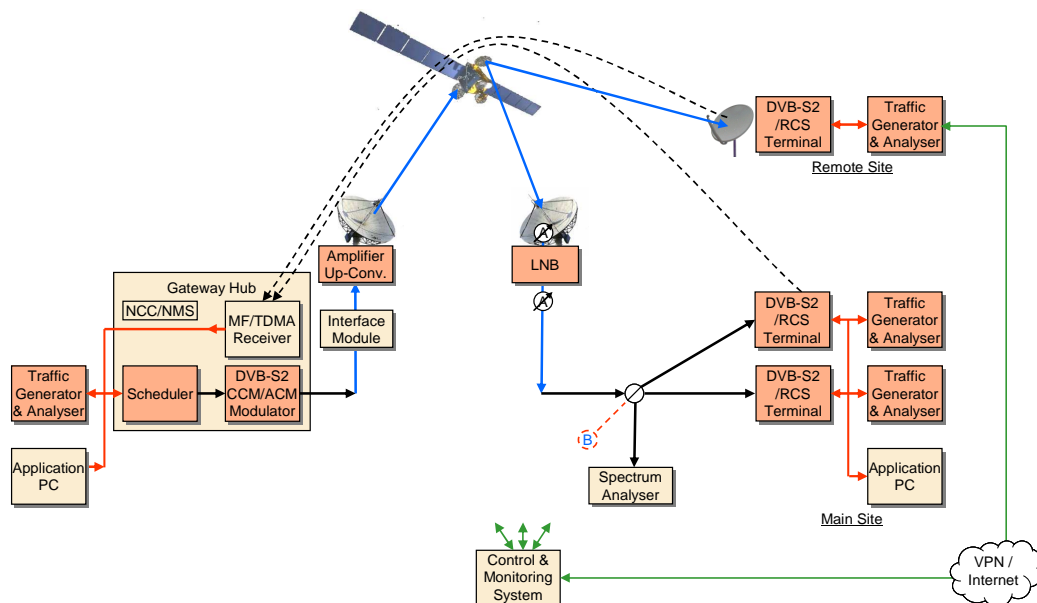 DVB-S2
/RCS
Terminal
Traffic
Generator
& Analyser
Remote Site
Amplifier
Up-Conv.
A
LNB
A
Gateway Hub
NCC/NMS
MF/TDMA
Receiver
Interface
Module
DVB-S2
/RCS
Terminal
Traffic
Generator
& Analyser
Traffic
Generator
& Analyser
Scheduler
DVB-S2
CCM/ACM
Modulator
DVB-S2
/RCS
Terminal
Traffic
Generator
& Analyser
B
Application
PC
Spectrum
Analyser
Application
PC
Main Site
Control &
Monitoring
System
VPN /
Internet